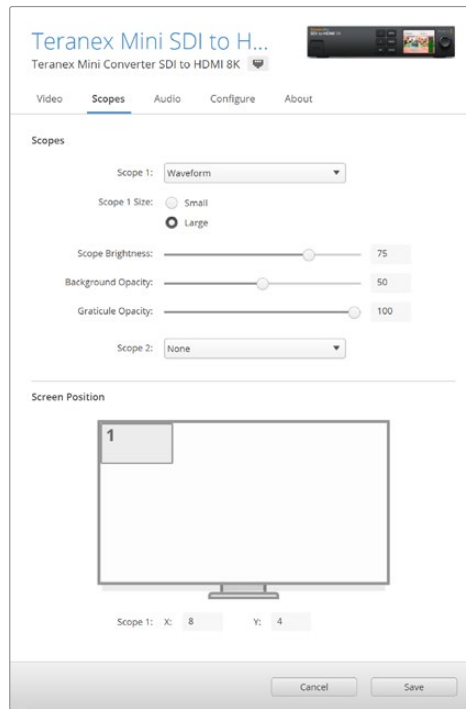 Teranex Mini SDI to H...
Teranex Mini Converter SDI to HDMI 8K
Video Scopes Audio Configure About
Scopes
Scope 1: Waveform
Scope 1 Size: Small
Large
Scope Brightness: 75
Background Opacity: 50
Graticule Opacity: 100
Scope 2: None
Screen Position
1
Scope 1: X: 8 Y: 4
Cancel Save